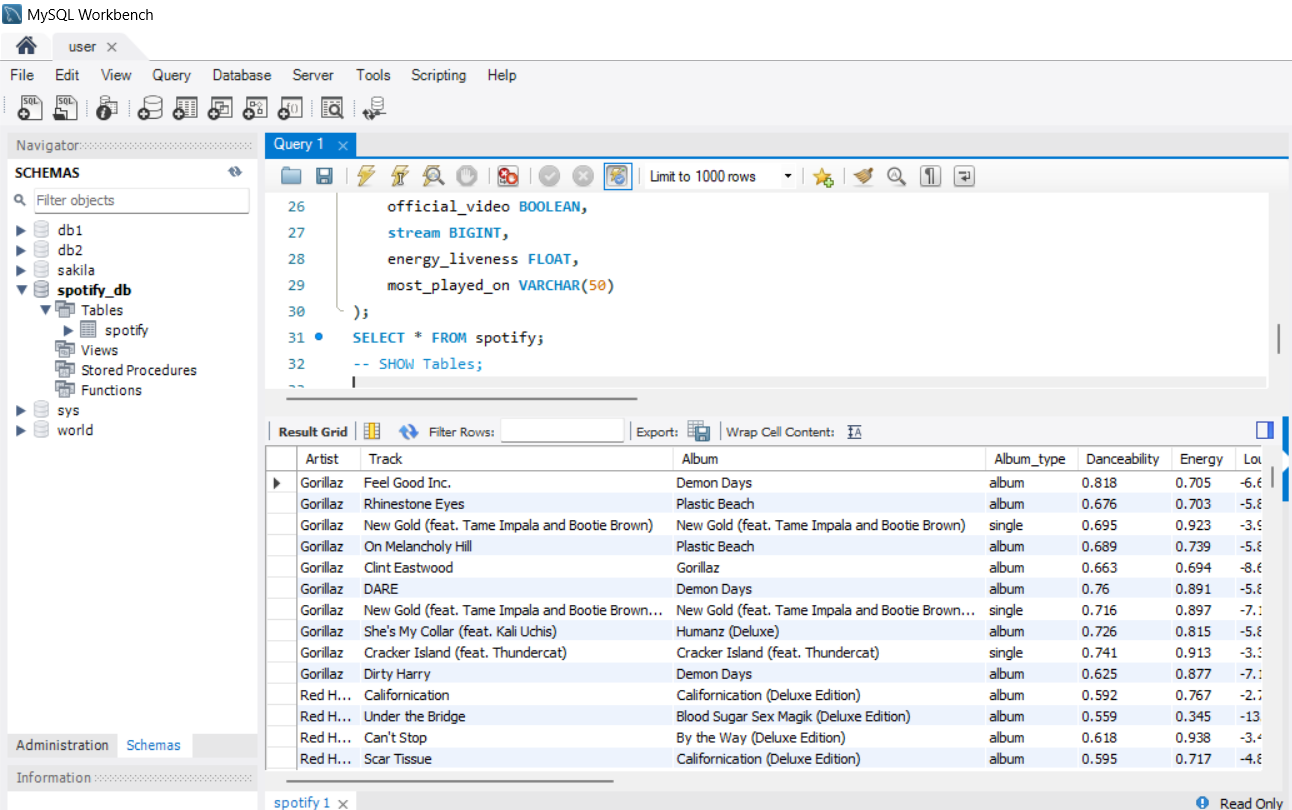 MySQL Workbench
user
File Edit View Query Database Server Tools Scripting Help
Navigator
SCHEMAS
Filter objects
db1
db2
sakila
spotify_db
Tables
spotify
Views
Stored Procedures
Functions
sys
world
Administration Schemas
Information
Query 1
Limit to 1000 rows
26 official_video BOOLEAN,
27 stream BIGINT,
28 energy_liveness FLOAT,
29 most_played_on VARCHAR(50)
30 );
31 SELECT * FROM spotify;
32 -- SHOW Tables;
Result Grid Filter Rows: Export: Wrap Cell Content:
Artist Track Album Album_type Danceability Energy Lou
Gorillaz Feel Good Inc. Demon Days album 0.818 0.705 -6.6
Gorillaz Rhinestone Eyes Plastic Beach album 0.676 0.703 -5.8
Gorillaz New Gold (feat. Tame Impala and Bootie Brown) New Gold (feat. Tame Impala and Bootie Brown) single 0.695 0.923 -3.9
Gorillaz On Melancholy Hill Plastic Beach album 0.689 0.739 -5.8
Gorillaz Clint Eastwood Gorillaz album 0.663 0.694 -8.6
Gorillaz DARE Demon Days album 0.76 0.891 -5.8
Gorillaz New Gold (feat. Tame Impala and Bootie Brown... New Gold (feat. Tame Impala and Bootie Brown... single 0.716 0.897 -7.1
Gorillaz She's My Collar (feat. Kali Uchis) Humanz (Deluxe) album 0.726 0.815 -5.8
Gorillaz Cracker Island (feat. Thundercat) Cracker Island (feat. Thundercat) single 0.741 0.913 -3.3
Gorillaz Dirty Harry Demon Days album 0.625 0.877 -7.1
Red H... Californication Californication (Deluxe Edition) album 0.592 0.767 -2.7
Red H... Under the Bridge Blood Sugar Sex Magik (Deluxe Edition) album 0.559 0.345 -13
Red H... Can't Stop By the Way (Deluxe Edition) album 0.618 0.938 -3.4
Red H... Scar Tissue Californication (Deluxe Edition) album 0.595 0.717 -4.8
spotify 1 Read Only